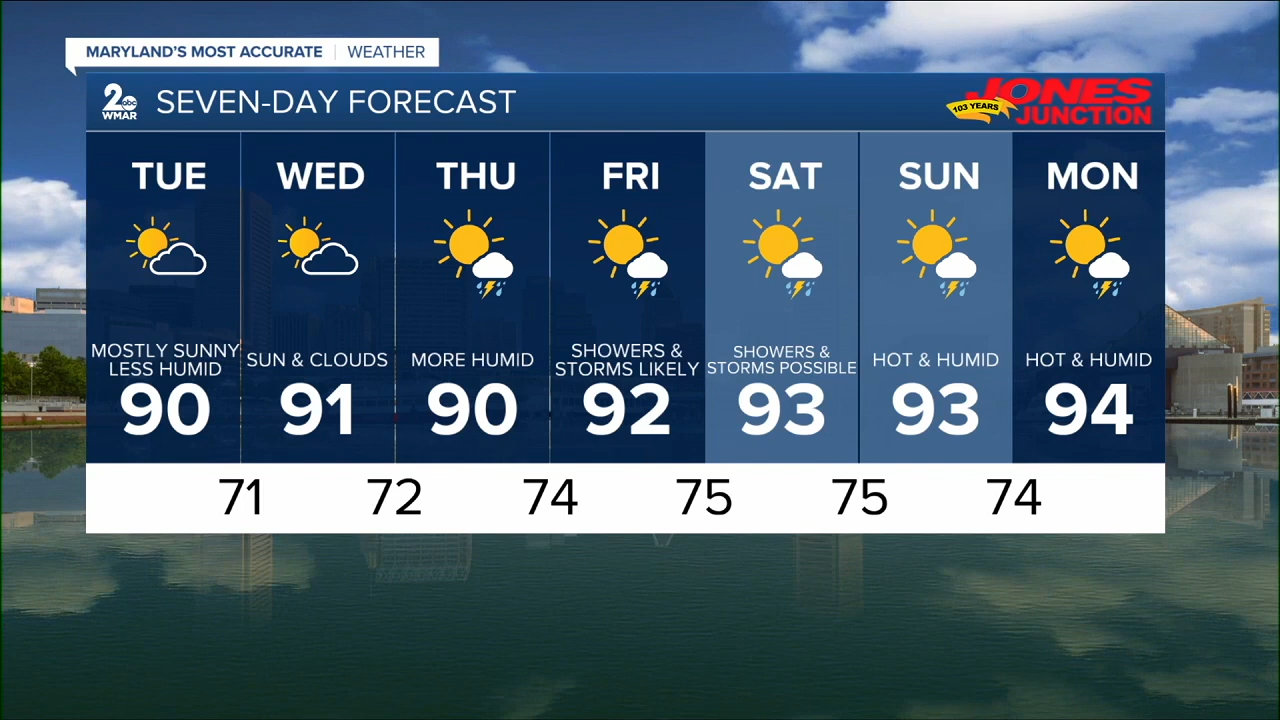 MARYLAND'S MOST ACCURATE | WEATHER
2 abc
WMAR
SEVEN-DAY FORECAST
103 YEARS
JONES
JUNCTION
TUE WED THU FRI SAT SUN MON
MOSTLY SUNNY
LESS HUMID
SUN & CLOUDS
MORE HUMID
SHOWERS &
STORMS LIKELY
SHOWERS &
STORMS POSSIBLE
HOT & HUMID
HOT & HUMID
90 91 90 92 93 93 94
71 72 74 75 75 74